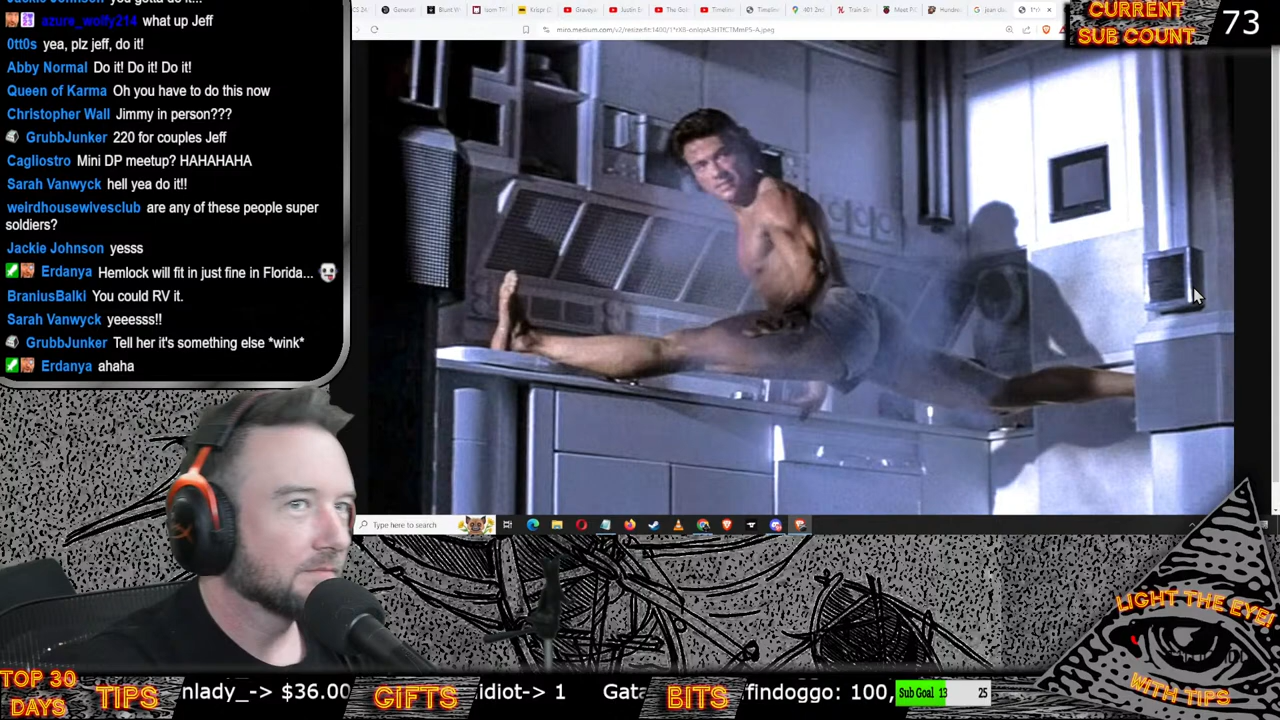 azure_wolfy214 what up Jeff
0tt0s yea, plz jeff, do it!
Abby Normal Do it! Do it! Do it!
Queen of Karma Oh you have to do this now
Christopher Wall Jimmy in person???
GrubbJunker 220 for couples Jeff
Cagliostro Mini DP meetup? HAHAHAHA
Sarah Vanwyck hell yea do it!!
weirdhousewivesclub are any of these people super
soldiers?
Jackie Johnson yesss
Erdanya Hemlock will fit in just fine in Florida...
BraniusBalki You could RV it.
Sarah Vanwyck yeeesss!!
GrubbJunker Tell her it's something else *wink*
Erdanya ahaha
CURRENT
SUB COUNT
73
Type here to search
LIGHT THE EYE!
WITH TIPS
TOP 30
DAYS
TIPS
nlady_-> $36.00
GIFTS
idiot-> 1 Gata
BITS
findoggo: 100,
Sub Goal 13 25